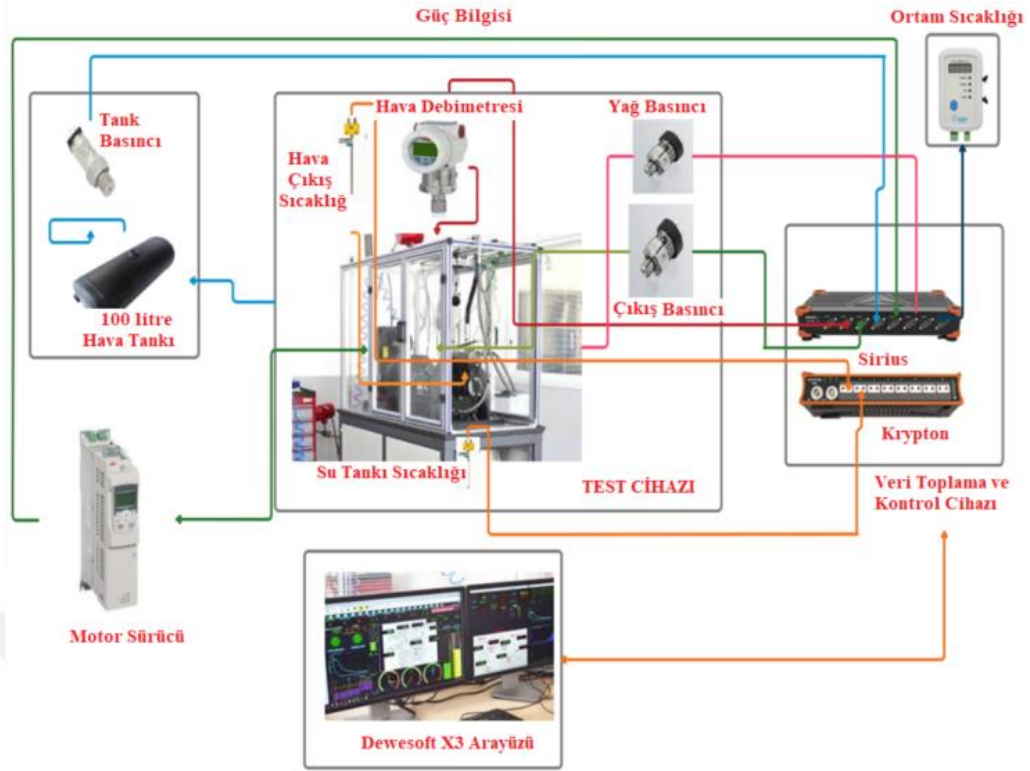 Güç Bilgisi
Ortam Sıcaklığı
Tank
Basıncı
Hava Debimetresi
Yağ Basıncı
Hava
Çıkış
Sıcaklığ
Çıkış Basıncı
100 litre
Hava Tankı
Sirius
Krypton
Su Tankı Sıcaklığı
TEST CİHAZI
Veri Toplama ve
Kontrol Cihazı
Motor Sürücü
Dewesoft X3 Arayüzü